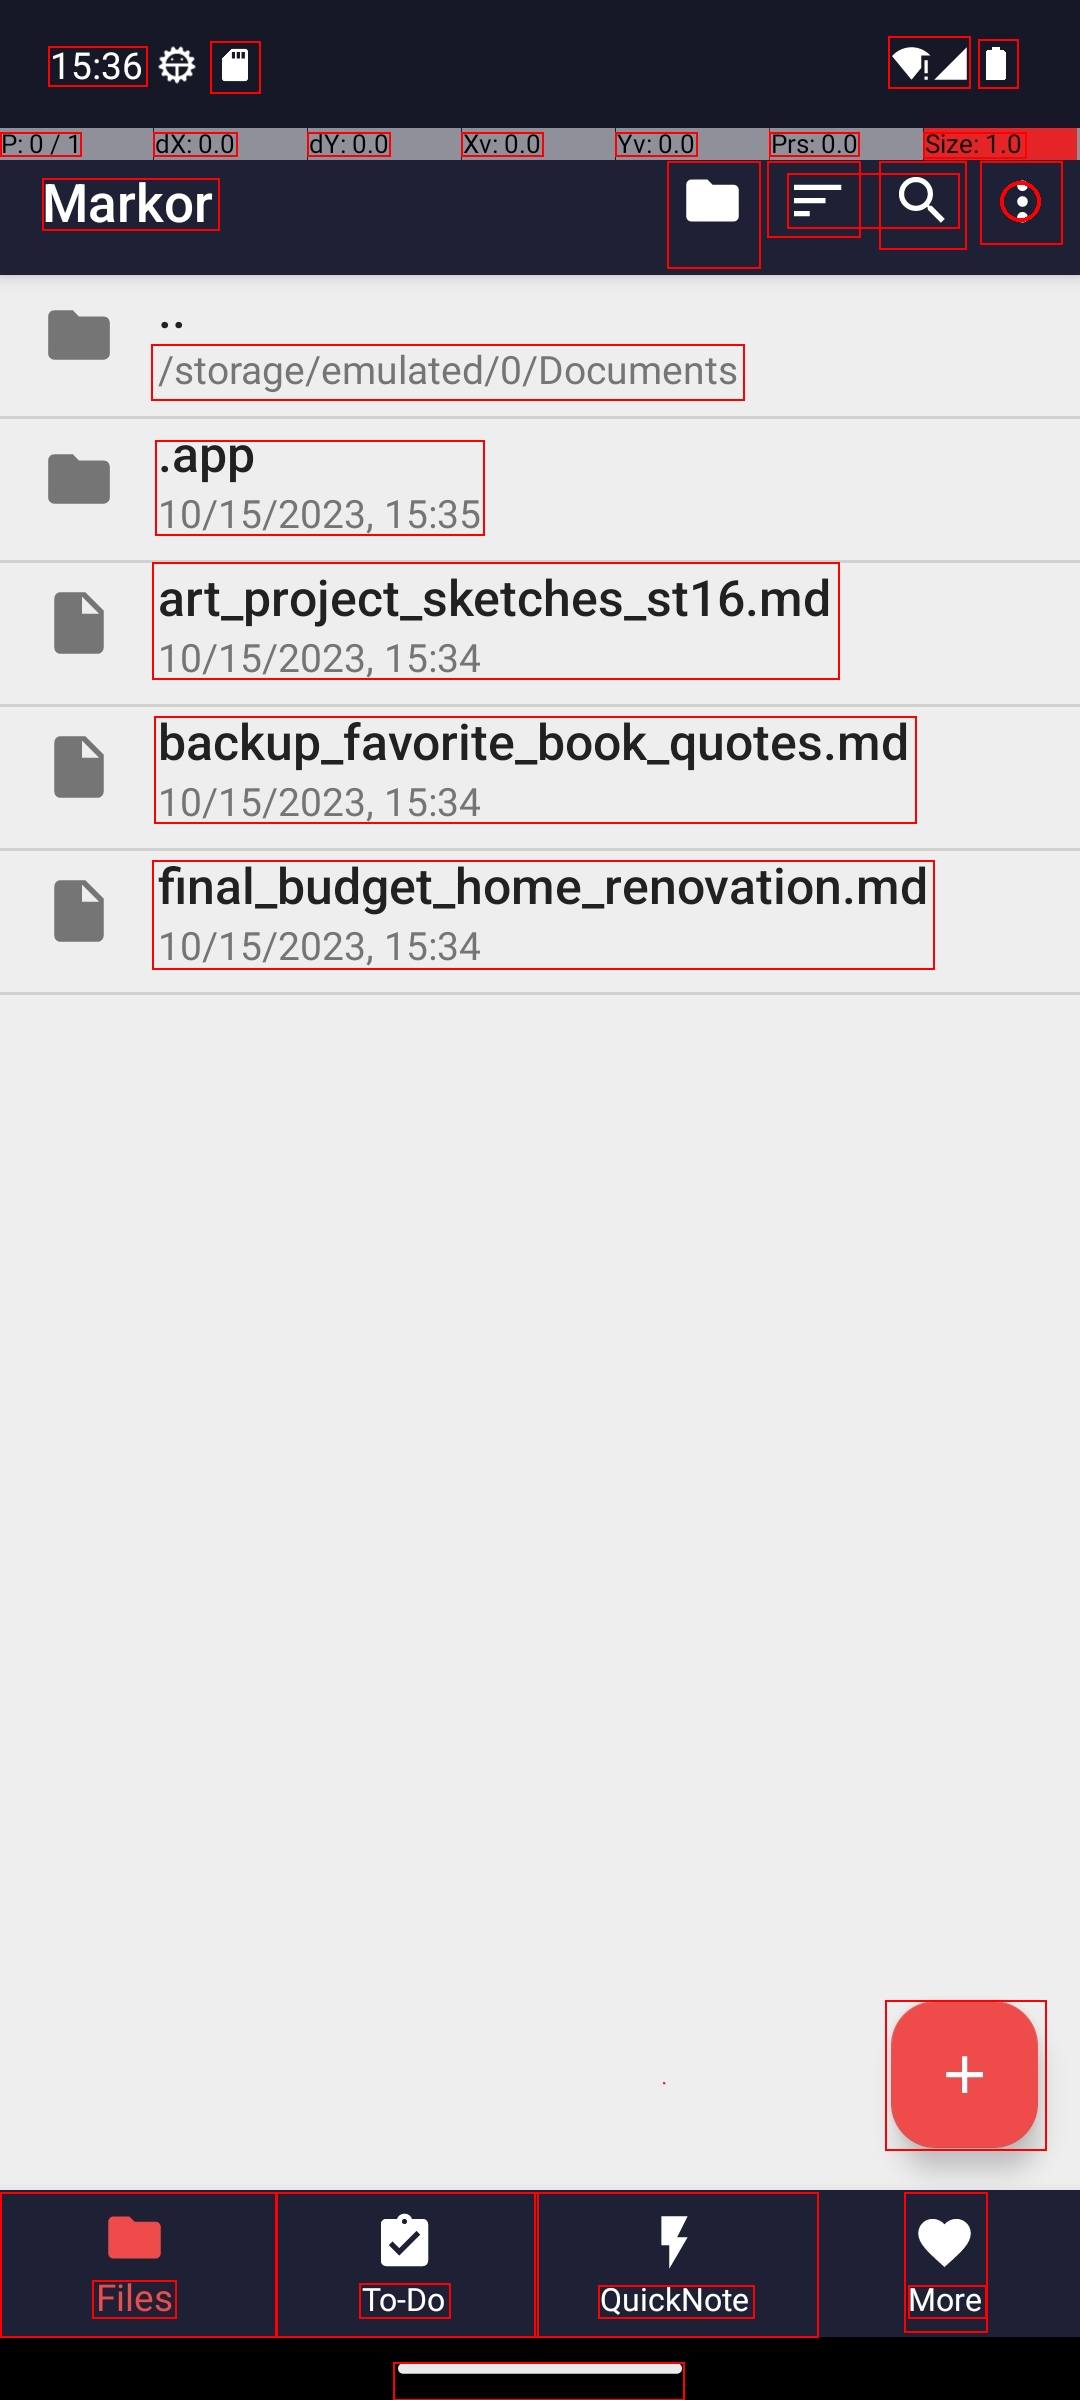 15:36
P: 0 / 1 dX: 0.0 dY: 0.0 Xv: 0.0 Yv: 0.0 Prs: 0.0 Size: 1.0
Markor
..
/storage/emulated/0/Documents
.app
10/15/2023, 15:35
art_project_sketches_st16.md
10/15/2023, 15:34
backup_favorite_book_quotes.md
10/15/2023, 15:34
final_budget_home_renovation.md
10/15/2023, 15:34
Files To-Do QuickNote More